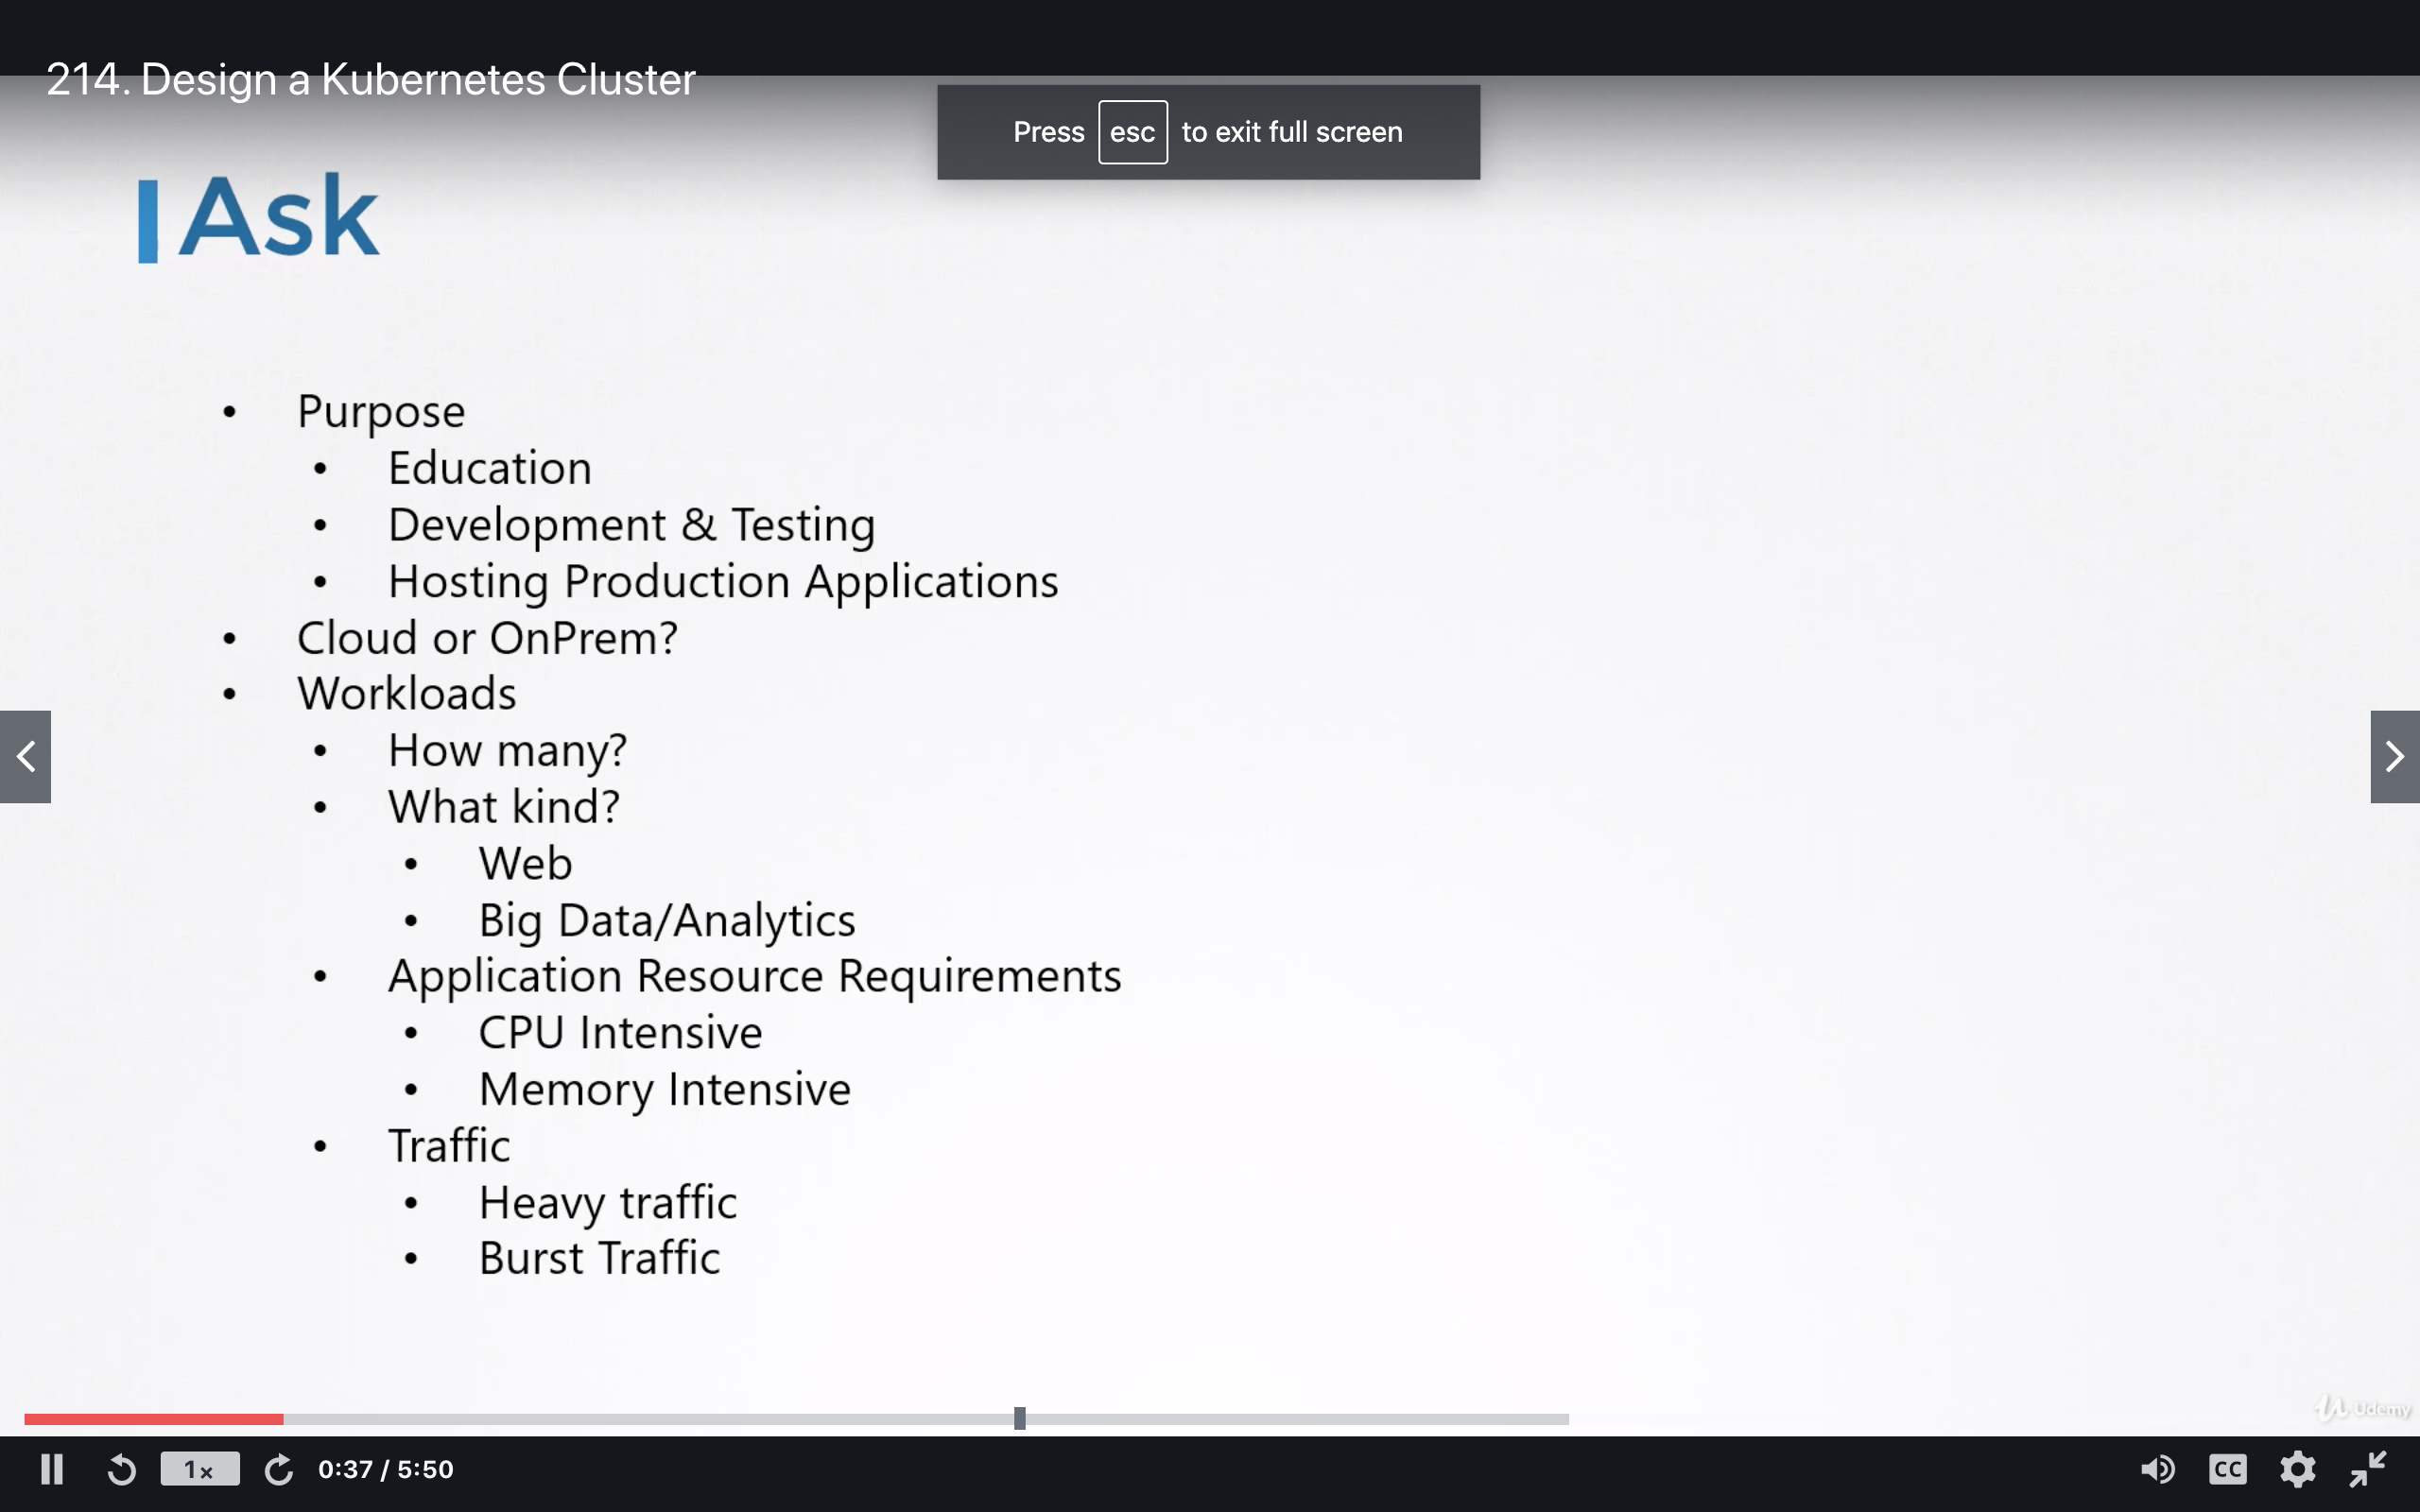 214. Design a Kubernetes Cluster
Press esc to exit full screen
Ask
• Purpose
• Education
• Development & Testing
• Hosting Production Applications
• Cloud or OnPrem?
• Workloads
• How many?
• What kind?
• Web
• Big Data/Analytics
• Application Resource Requirements
• CPU Intensive
• Memory Intensive
• Traffic
• Heavy traffic
• Burst Traffic
Udemy
1x 0:37 / 5:50 CC